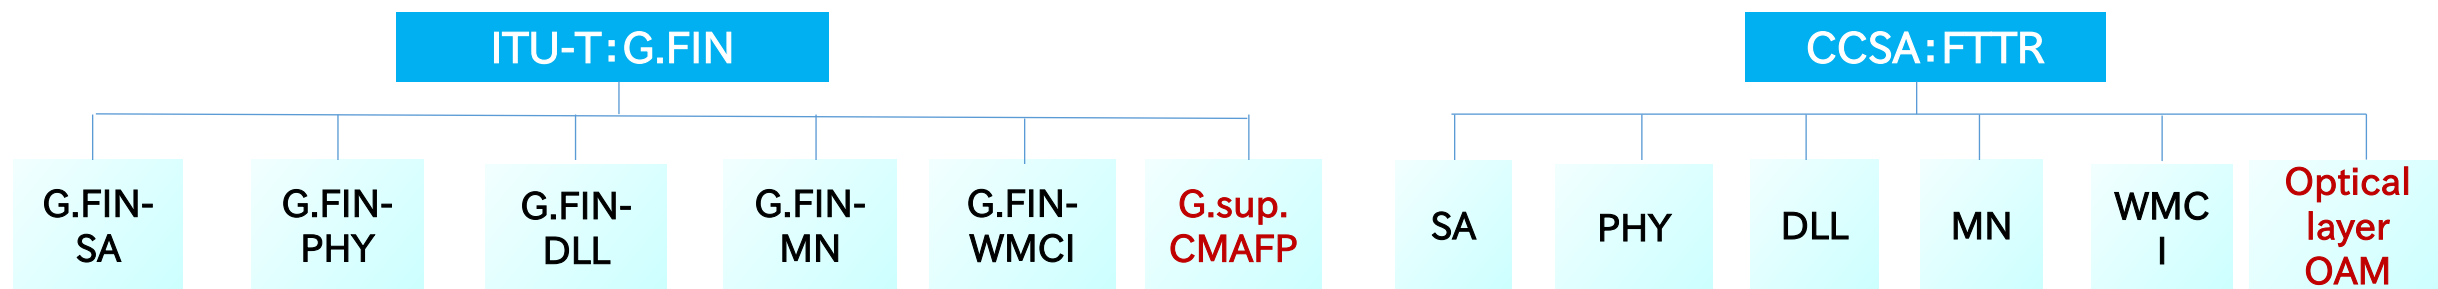 ITU-T:G.FIN
CCSA:FTTR
G.FIN-
SA
G.FIN-
PHY
G.FIN-
DLL
G.FIN-
MN
G.FIN-
WMCI
G.sup.
CMAFP
SA
PHY
DLL
MN
WMC
I
Optical
layer
OAM